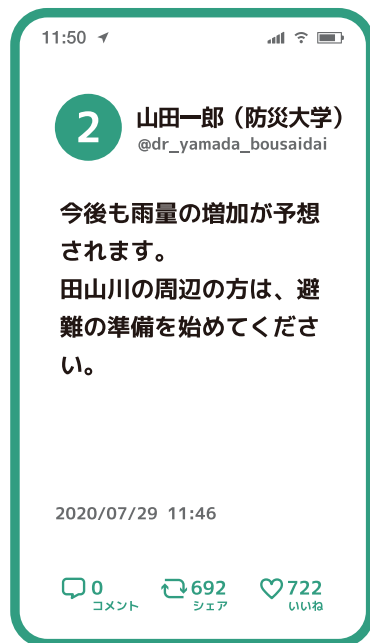 11:50
2
山田一郎（防災大学）
@dr_yamada_bousaidai
今後も雨量の増加が予想
されます。
田山川の周辺の方は、避
難の準備を始めてくださ
い。
2020/07/29 11:46
0 692 722
コメント シェア いいね